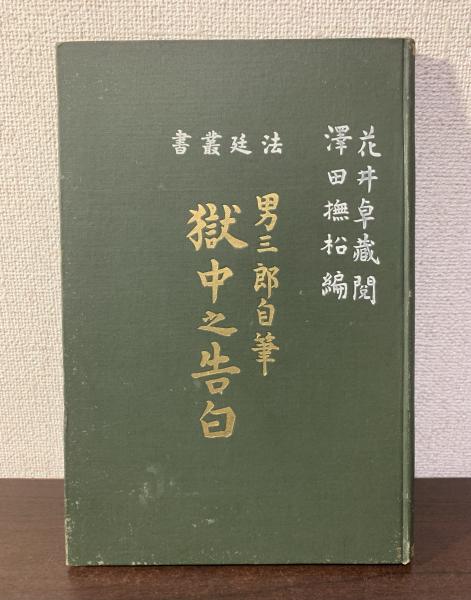 花井卓藏閲
澤田撫松編
法廷叢書
男三郎自筆
獄中之告白